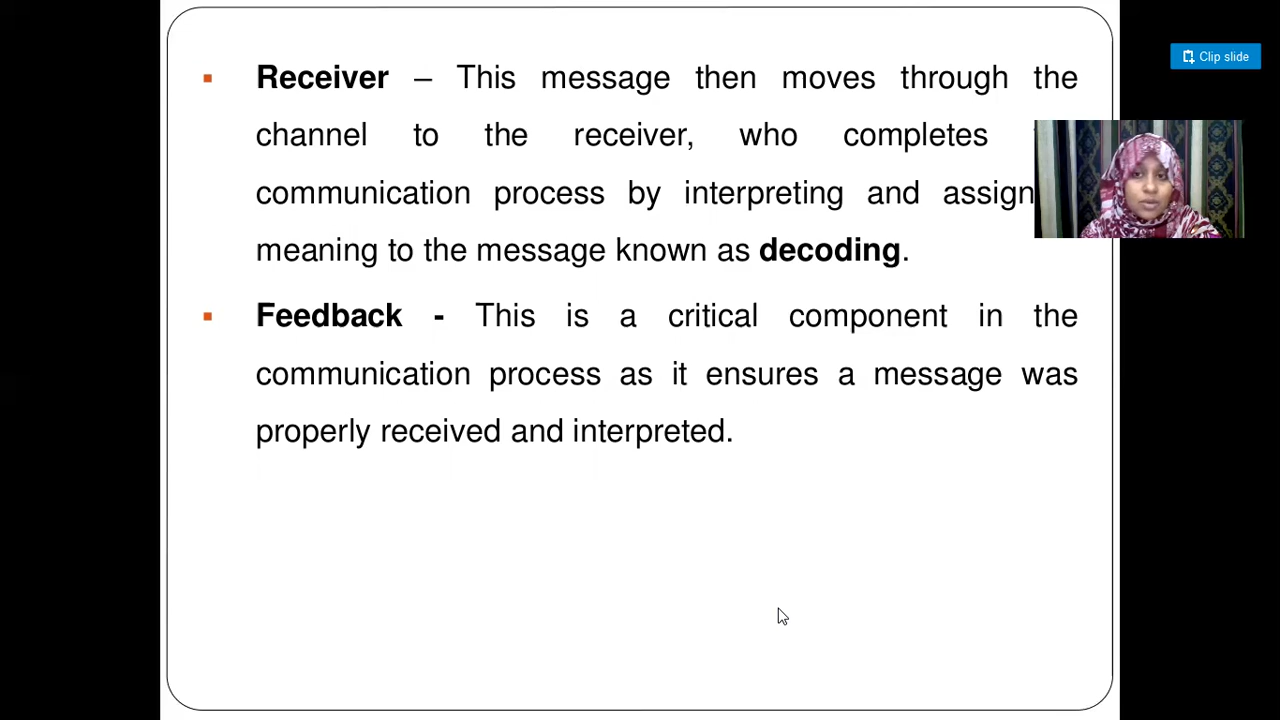 Clip slide
▪ Receiver – This message then moves through the
channel to the receiver, who completes
communication process by interpreting and
meaning to the message known as decoding.
▪ Feedback - This is a critical component in the
communication process as it ensures a message was
properly received and interpreted.